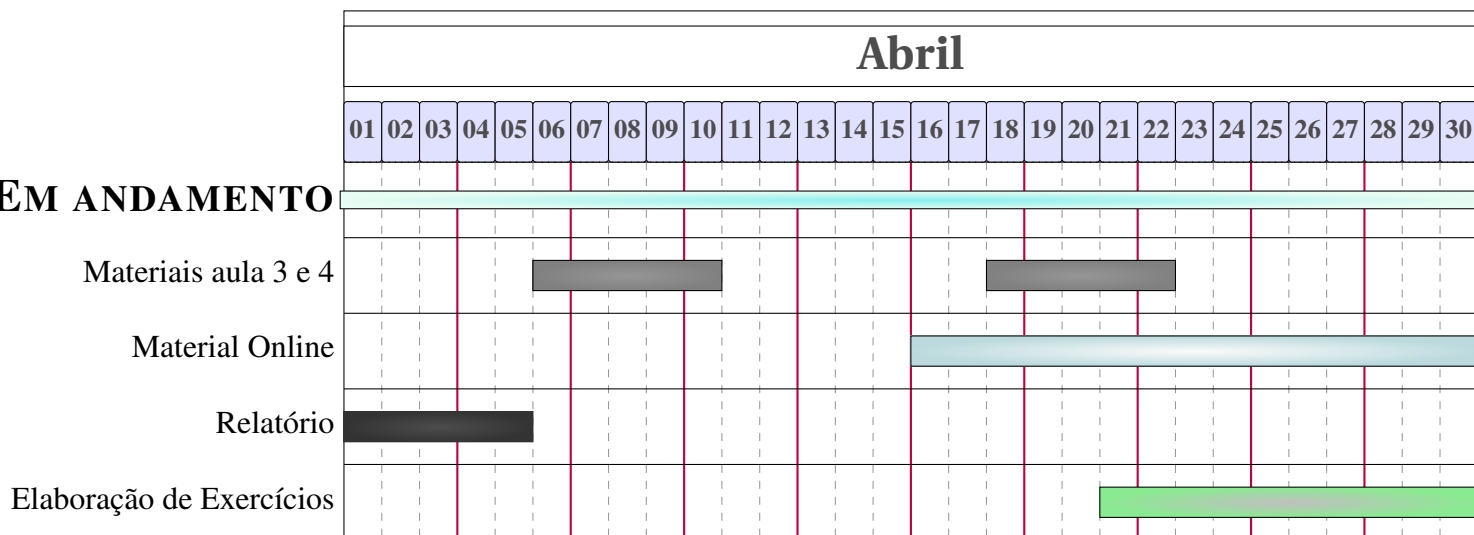 Abril
01 02 03 04 05 06 07 08 09 10 11 12 13 14 15 16 17 18 19 20 21 22 23 24 25 26 27 28 29 30
EM ANDAMENTO
Materiais aula 3 e 4
Material Online
Relatório
Elaboração de Exercícios